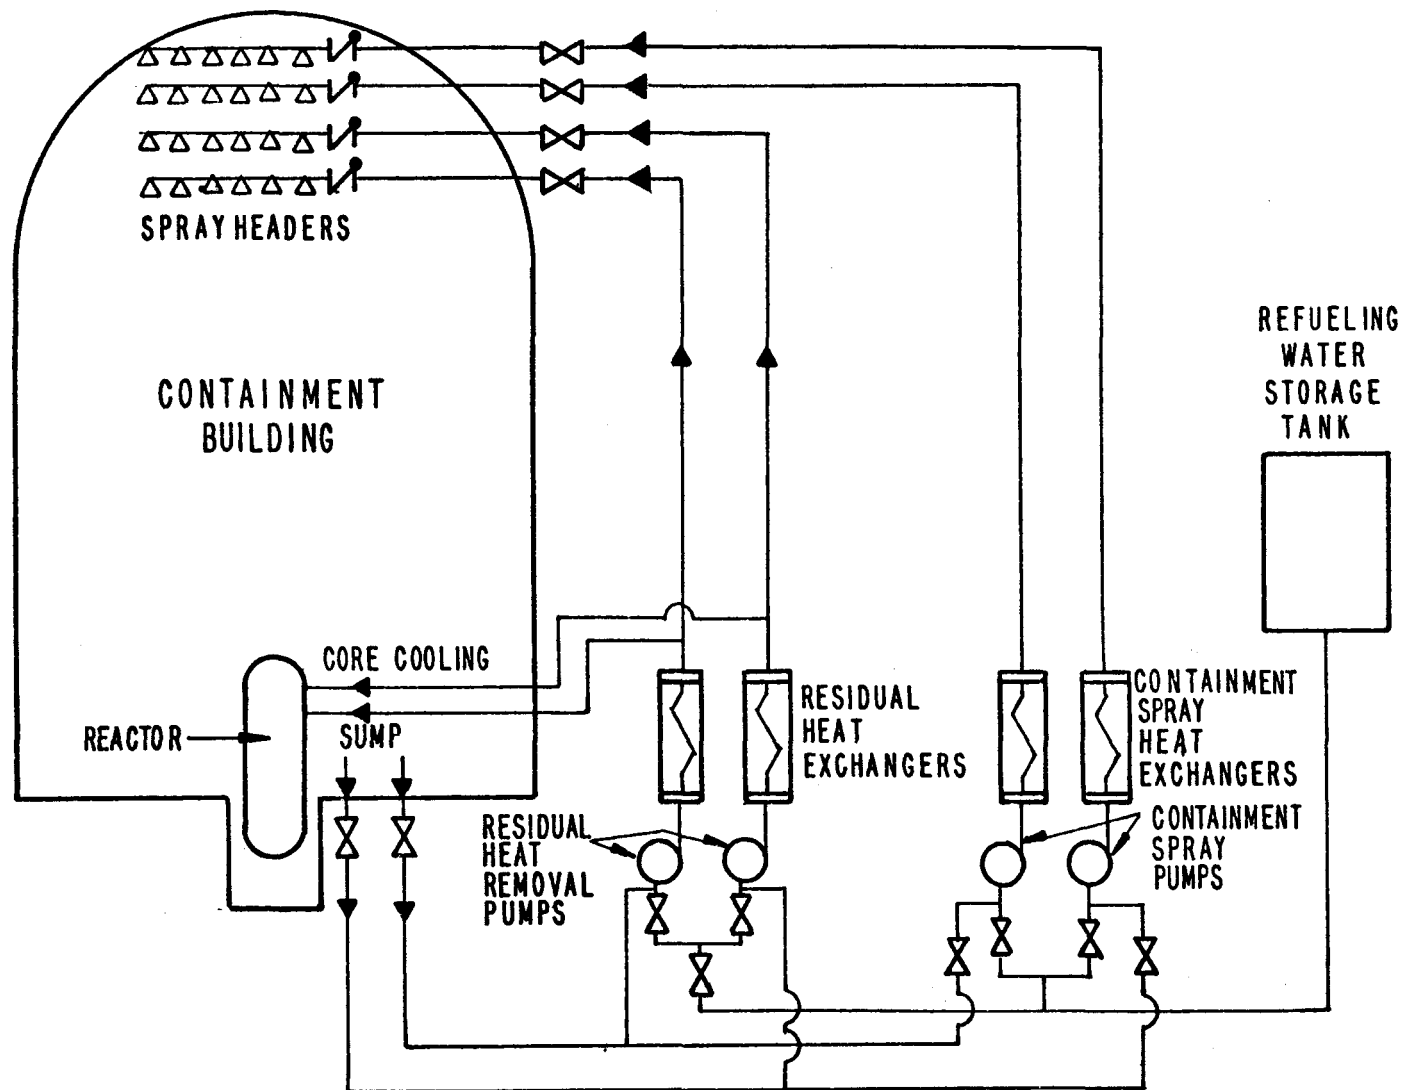 SPRAY HEADERS
CONTAINMENT
BUILDING
REFUELING
WATER
STORAGE
TANK
CORE COOLING
REACTOR
SUMP
RESIDUAL
HEAT
EXCHANGERS
CONTAINMENT
SPRAY
HEAT
EXCHANGERS
RESIDUAL
HEAT
REMOVAL
PUMPS
CONTAINMENT
SPRAY
PUMPS